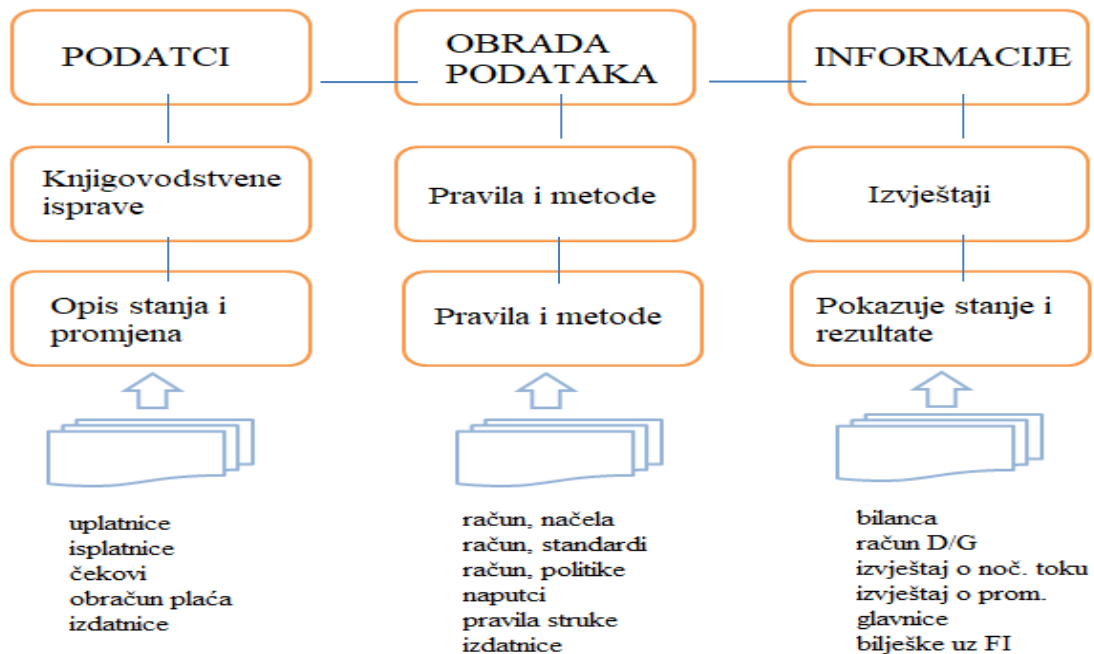 PODATCI
OBRADA
PODATAKA
INFORMACIJE
Knjigovodstvene
isprave
Pravila i metode
Izvještaji
Opis stanja i
promjena
Pravila i metode
Pokazuje stanje i
rezultate
uplatnice
isplatnice
čekovi
obračun plaća
izdatnice
račun, načela
račun, standardi
račun, politike
naputci
pravila struke
izdatnice
bilanca
račun D/G
izvještaj o noč. toku
izvještaj o prom.
glavnice
bilješke uz FI